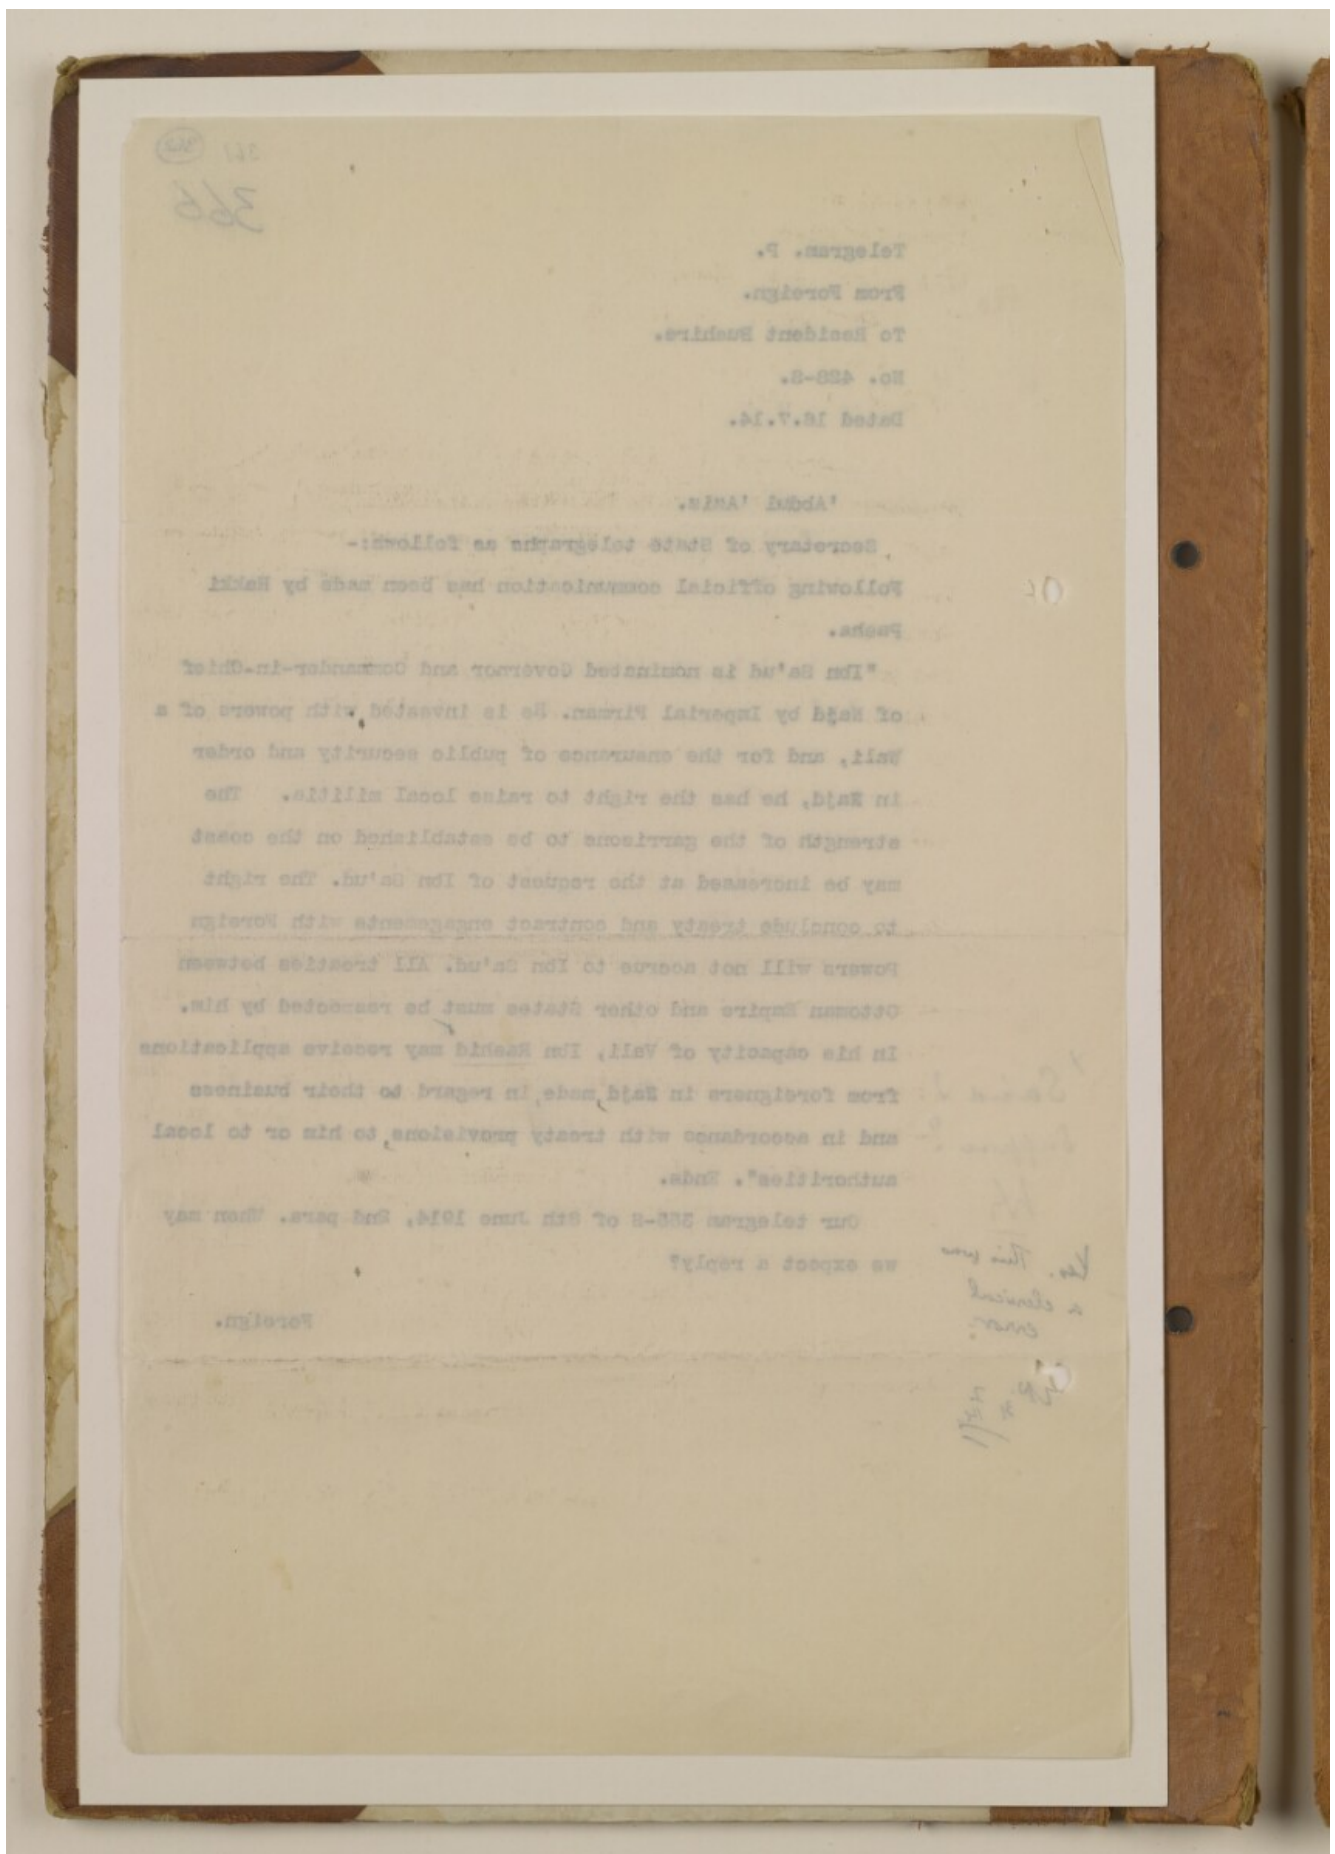 361
366
Telegram. P.
From Foreign.
To Resident Bushire.
No. 428-S.
Dated 16.7.14.
'Abdul 'Aziz.
Secretary of State telegraphs as follows:-
Following official communication has been made by Hakki
Pasha.
"Ibn Sa'ud is nominated Governor and Commander-in-Chief
of Najd by Imperial Firman. He is invested with powers of a
Wali, and for the ensurance of public security and order
in Najd, he has the right to raise local militia. The
strength of the garrisons to be established on the coast
may be increased at the request of Ibn Sa'ud. The right
to conclude treaty and contract engagements with Foreign
Powers will not accrue to Ibn Sa'ud. All treaties between
Ottoman Empire and other States must be respected by him.
In his capacity of Vali, Ibn Rashid may receive applications
from foreigners in Najd, made, in regard to their business
and in accordance with treaty provisions, to him or to local
authorities". Ends.
Our telegram 355-S of 8th June 1914, 2nd para. When may
we expect a reply?
Foreign.
Yes. This was
a clerical
error.